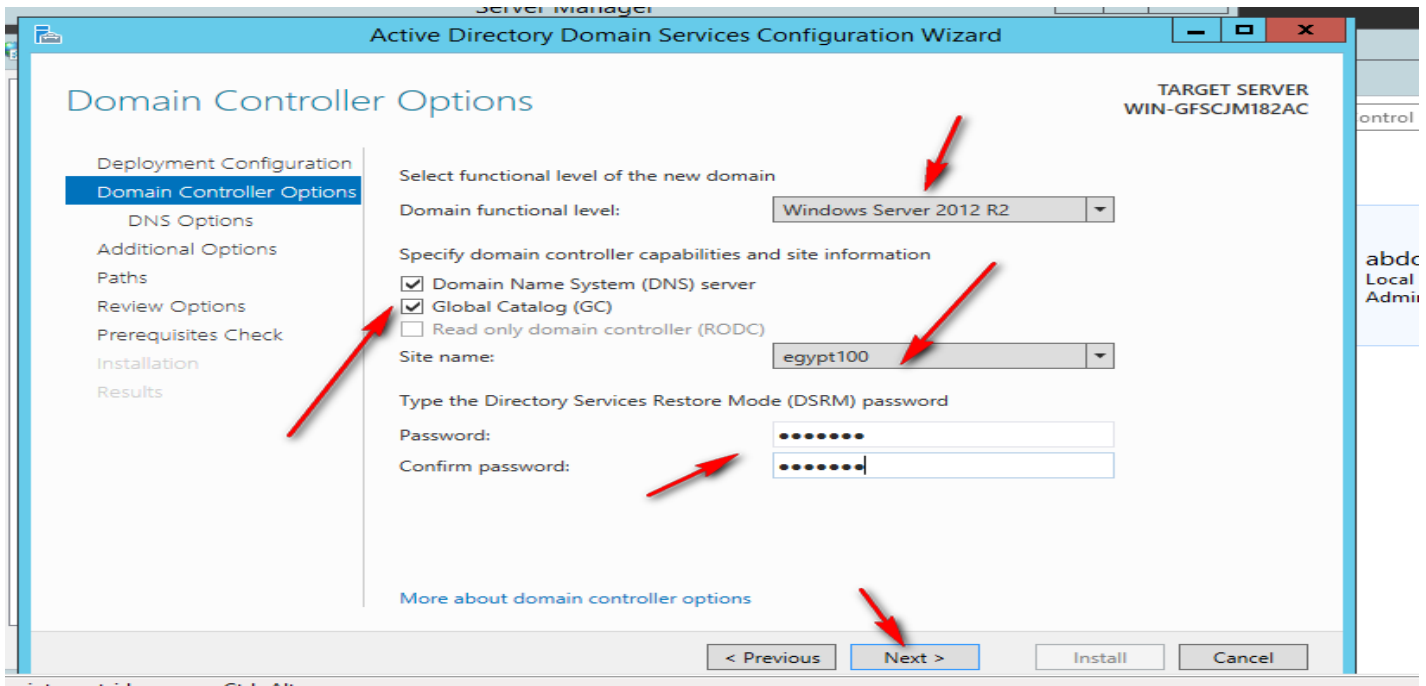 Server Manager
Active Directory Domain Services Configuration Wizard
Domain Controller Options
TARGET SERVER
WIN-GFSCJM182AC
Deployment Configuration
Domain Controller Options
DNS Options
Additional Options
Paths
Review Options
Prerequisites Check
Installation
Results
Select functional level of the new domain
Domain functional level: Windows Server 2012 R2
Specify domain controller capabilities and site information
Domain Name System (DNS) server
Global Catalog (GC)
Read only domain controller (RODC)
Site name: egypt100
Type the Directory Services Restore Mode (DSRM) password
Password: •••••••
Confirm password: •••••••
More about domain controller options
< Previous Next > Install Cancel
ontrol
abdo
Local
Admin